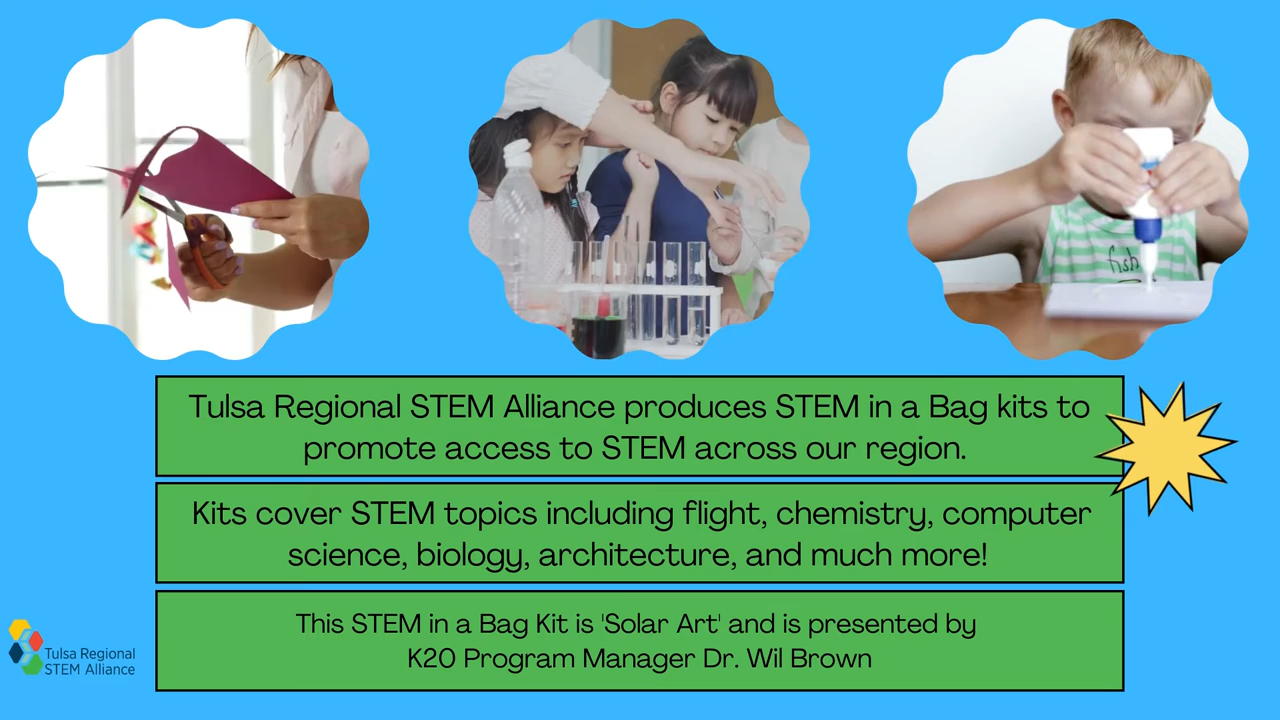 fish
Tulsa Regional STEM Alliance produces STEM in a Bag kits to
promote access to STEM across our region.
Kits cover STEM topics including flight, chemistry, computer
science, biology, architecture, and much more!
This STEM in a Bag Kit is 'Solar Art' and is presented by
K20 Program Manager Dr. Wil Brown
Tulsa Regional
STEM Alliance